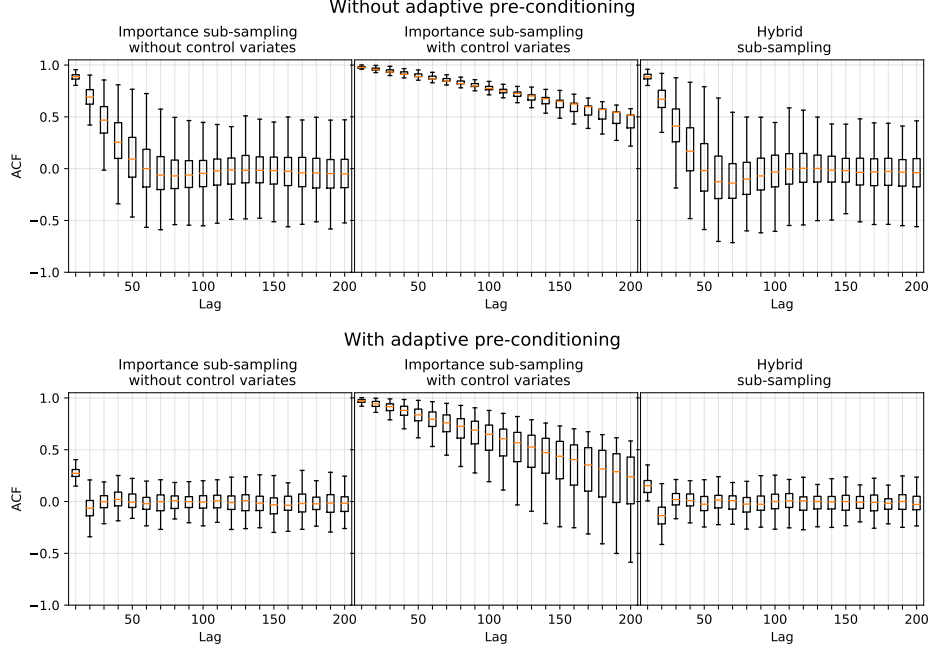 Without adaptive pre-conditioning
Importance sub-sampling
without control variates
Importance sub-sampling
with control variates
Hybrid
sub-sampling
ACF
1.0
0.5
0.0
−0.5
−1.0
50 100 150 200
50 100 150 200
50 100 150 200
Lag
Lag
Lag
With adaptive pre-conditioning
Importance sub-sampling
without control variates
Importance sub-sampling
with control variates
Hybrid
sub-sampling
ACF
1.0
0.5
0.0
−0.5
−1.0
50 100 150 200
50 100 150 200
50 100 150 200
Lag
Lag
Lag